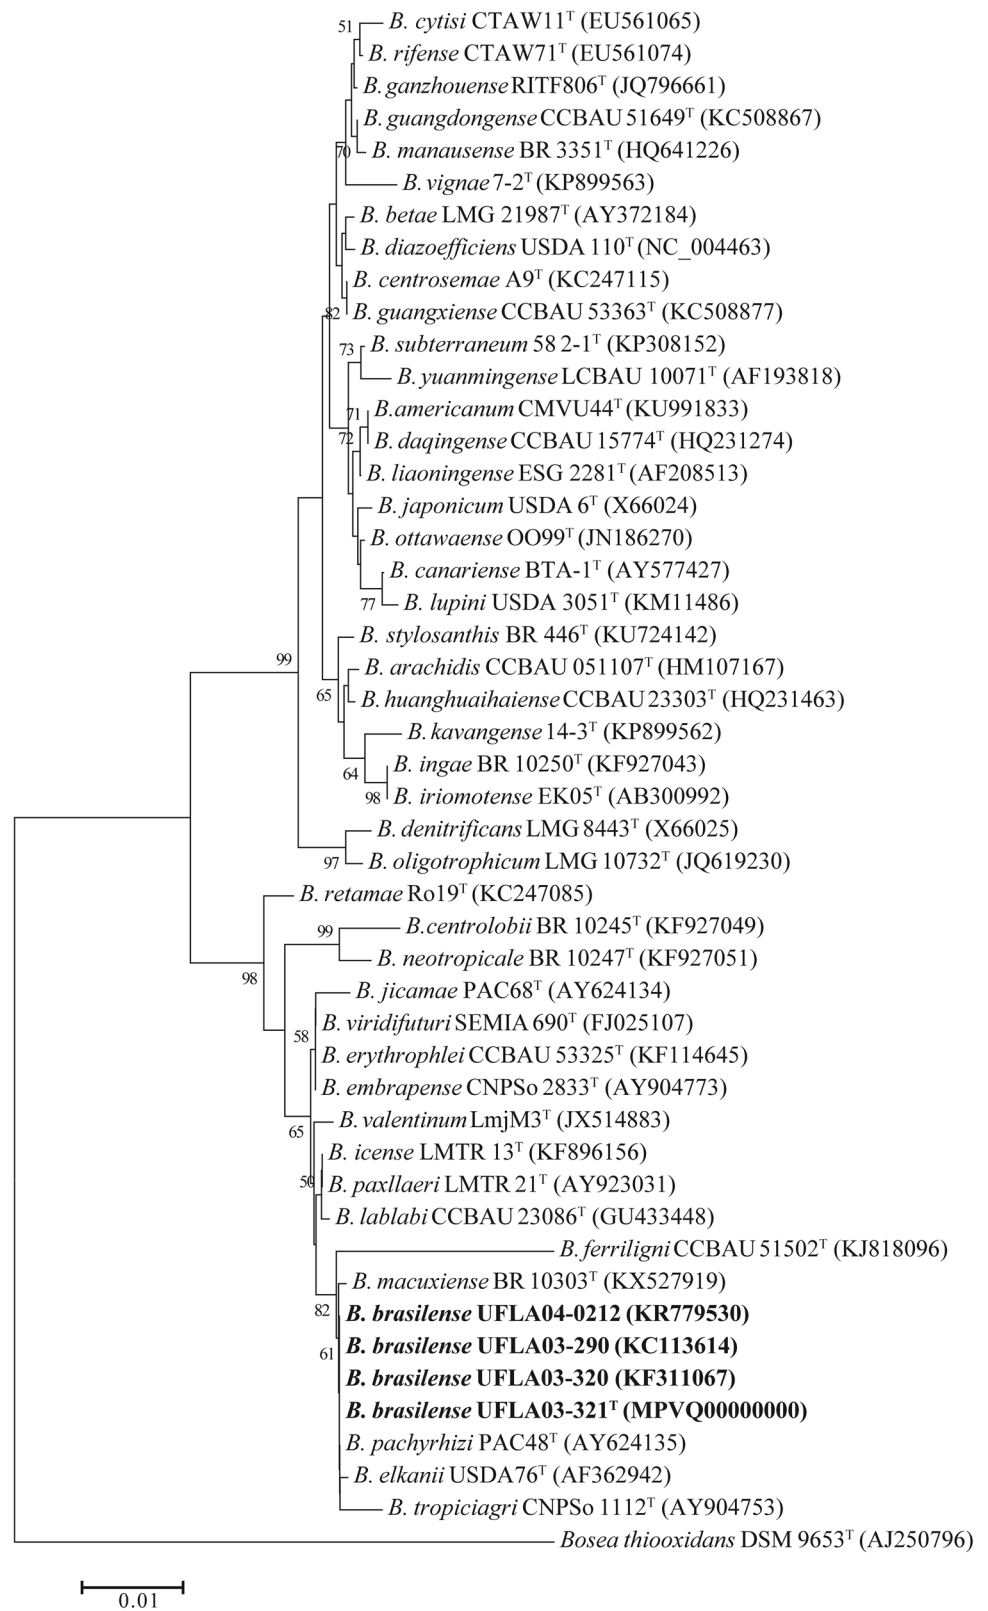 51
B. cytisi CTAW11ᵀ (EU561065)
B. rifense CTAW71ᵀ (EU561074)
B. ganzhouense RITF806ᵀ (JQ796661)
B. guangdongense CCBAU 51649ᵀ (KC508867)
70
B. manausense BR 3351ᵀ (HQ641226)
B. vignae 7-2ᵀ (KP899563)
B. betae LMG 21987ᵀ (AY372184)
B. diazoefficiens USDA 110ᵀ (NC_004463)
B. centrosemae A9ᵀ (KC247115)
82
B. guangxiense CCBAU 53363ᵀ (KC508877)
73
B. subterraneum 58 2-1ᵀ (KP308152)
B. yuanmingense LCBAU 10071ᵀ (AF193818)
71
B.americanum CMVU44ᵀ (KU991833)
72
B. daqingense CCBAU 15774ᵀ (HQ231274)
B. liaoningense ESG 2281ᵀ (AF208513)
B. japonicum USDA 6ᵀ (X66024)
B. ottawaense OO99ᵀ (JN186270)
B. canariense BTA-1ᵀ (AY577427)
77
B. lupini USDA 3051ᵀ (KM11486)
B. stylosanthis BR 446ᵀ (KU724142)
99
B. arachidis CCBAU 051107ᵀ (HM107167)
65
B. huanghuaihaiense CCBAU 23303ᵀ (HQ231463)
B. kavangense 14-3ᵀ (KP899562)
64
B. ingae BR 10250ᵀ (KF927043)
98
B. iriomotense EK05ᵀ (AB300992)
B. denitrificans LMG 8443ᵀ (X66025)
97
B. oligotrophicum LMG 10732ᵀ (JQ619230)
B. retamae Ro19ᵀ (KC247085)
99
B.centrolobii BR 10245ᵀ (KF927049)
B. neotropicale BR 10247ᵀ (KF927051)
98
B. jicamae PAC68ᵀ (AY624134)
58
B. viridifuturi SEMIA 690ᵀ (FJ025107)
B. erythrophlei CCBAU 53325ᵀ (KF114645)
B. embrapense CNPSo 2833ᵀ (AY904773)
65
B. valentinum LmjM3ᵀ (JX514883)
B. icense LMTR 13ᵀ (KF896156)
50
B. paxllaeri LMTR 21ᵀ (AY923031)
B. lablabi CCBAU 23086ᵀ (GU433448)
B. ferriligni CCBAU 51502ᵀ (KJ818096)
B. macuxiense BR 10303ᵀ (KX527919)
82
B. brasilense UFLA04-0212 (KR779530)
61
B. brasilense UFLA03-290 (KC113614)
B. brasilense UFLA03-320 (KF311067)
B. brasilense UFLA03-321ᵀ (MPVQ00000000)
B. pachyrhizi PAC48ᵀ (AY624135)
B. elkanii USDA76ᵀ (AF362942)
B. tropiciagri CNPSo 1112ᵀ (AY904753)
Bosea thiooxidans DSM 9653ᵀ (AJ250796)
0.01